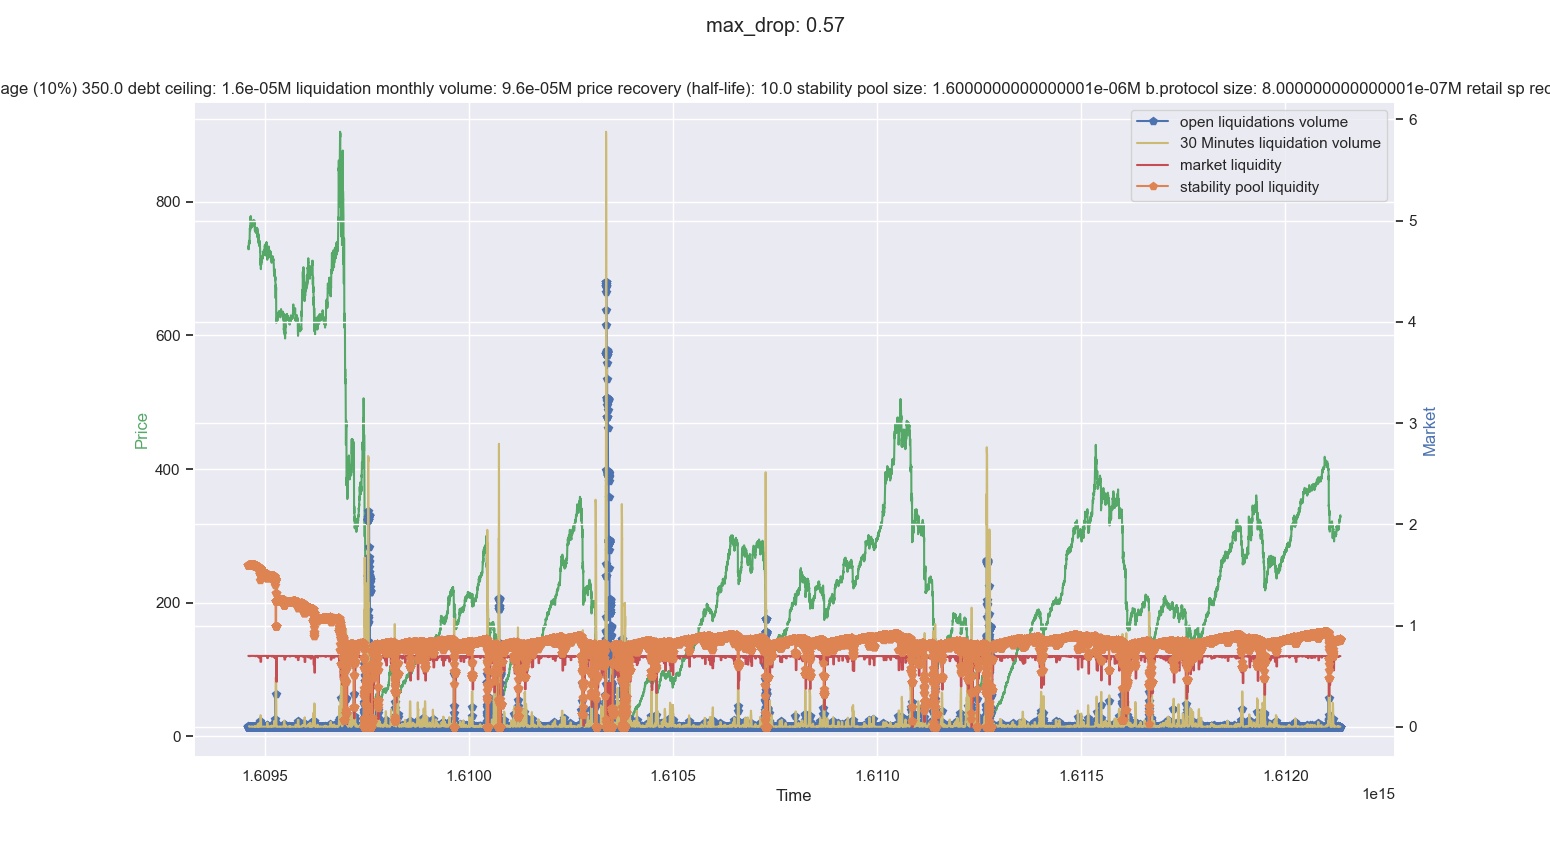 max_drop: 0.57
age (10%) 350.0 debt ceiling: 1.6e-05M liquidation monthly volume: 9.6e-05M price recovery (half-life): 10.0 stability pool size: 1.6000000000000001e-06M b.protocol size: 8.000000000000001e-07M retail sp rec
open liquidations volume
30 Minutes liquidation volume
market liquidity
stability pool liquidity
800
600
400
200
0
Price
6
5
4
3
2
1
0
Market
1.6095
1.6100
1.6105
1.6110
1.6115
1.6120
1e15
Time